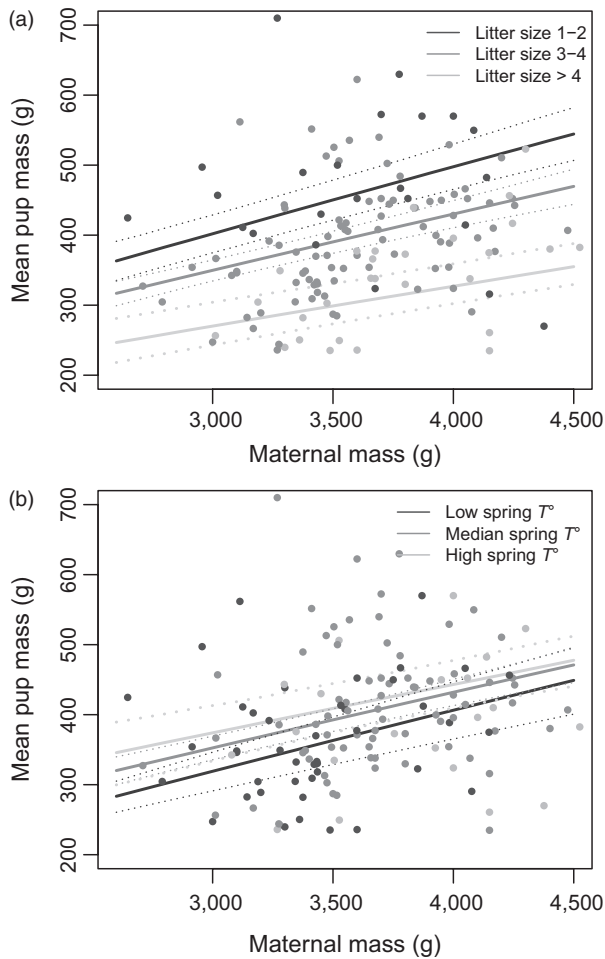 (a)
700
600
500
400
300
200
Mean pup mass (g)
Litter size 1–2
Litter size 3–4
Litter size > 4
3,000 3,500 4,000 4,500
Maternal mass (g)
(b)
700
600
500
400
300
200
Mean pup mass (g)
Low spring T°
Median spring T°
High spring T°
3,000 3,500 4,000 4,500
Maternal mass (g)